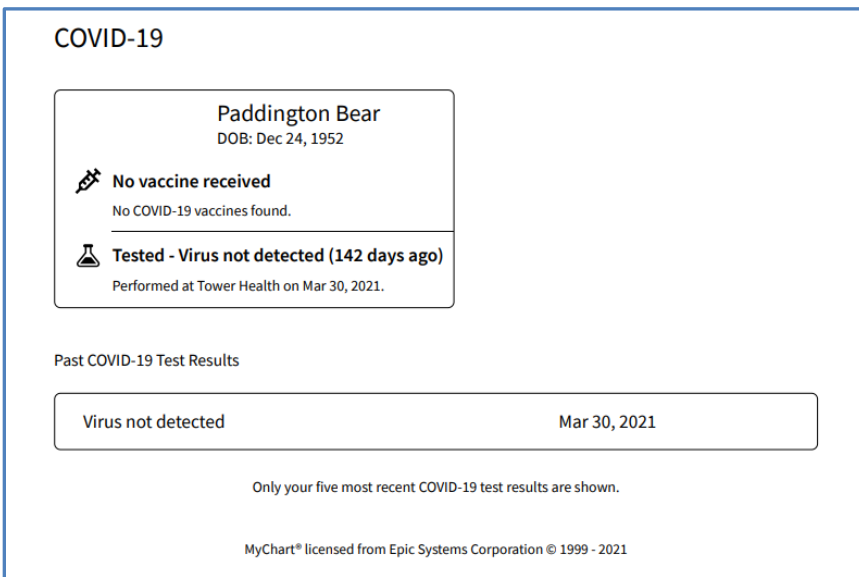 COVID-19
Paddington Bear
DOB: Dec 24, 1952
No vaccine received
No COVID-19 vaccines found.
Tested - Virus not detected (142 days ago)
Performed at Tower Health on Mar 30, 2021.
Past COVID-19 Test Results
Virus not detected Mar 30, 2021
Only your five most recent COVID-19 test results are shown.
MyChart® licensed from Epic Systems Corporation © 1999 - 2021